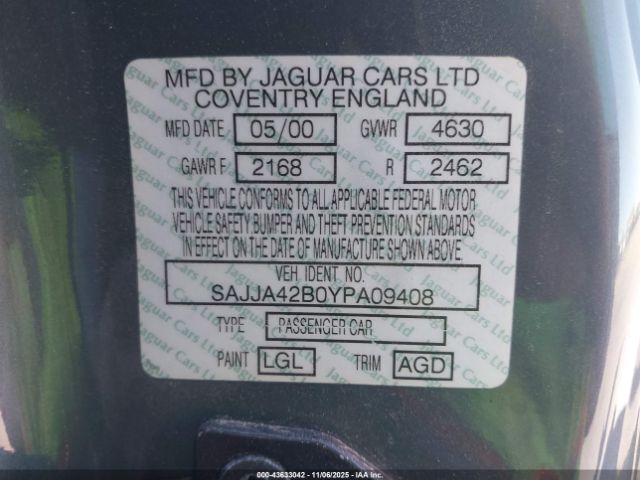 MFD BY JAGUAR CARS LTD
COVENTRY ENGLAND
MFD DATE 05/00 GVWR 4630
GAWR F 2168 R 2462
THIS VEHICLE CONFORMS TO ALL APPLICABLE FEDERAL MOTOR
VEHICLE SAFETY BUMPER AND THEFT PREVENTION STANDARDS
IN EFFECT ON THE DATE OF MANUFACTURE SHOWN ABOVE.
VEH. IDENT NO.
SAJJA42B0YPA09408
TYPE PASSENGER CAR
PAINT LGL TRIM AGD
000-43633042 - 11/06/2025 - IAA, Inc.